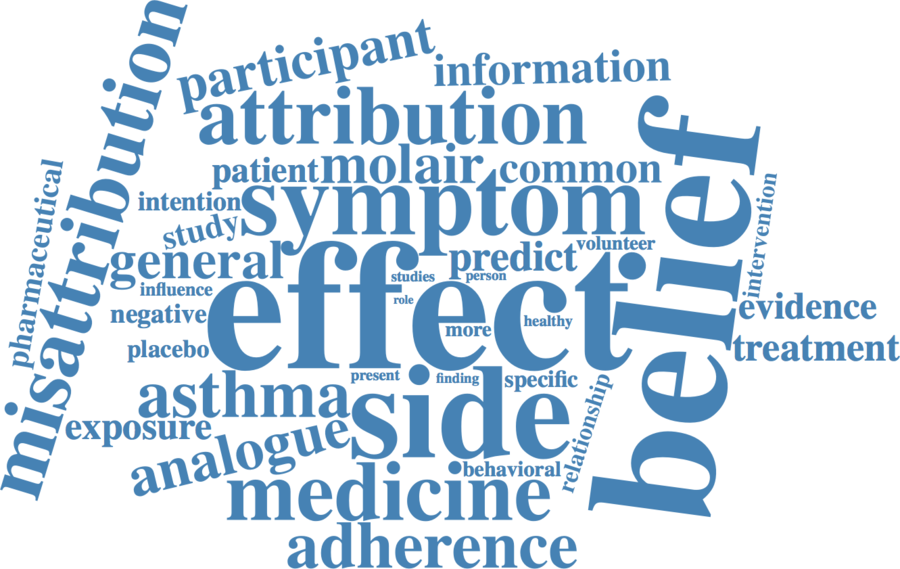 participant
information
misattribution
attribution
belief
patient
molair
common
intention
symptom
intervention
pharmaceutical
study
volunteer
general
predict
effect
studies
person
influence
role
negative
more
healthy
evidence
placebo
treatment
present
finding
specific
asthma
side
relationship
exposure
analogue
behavioral
medicine
adherence